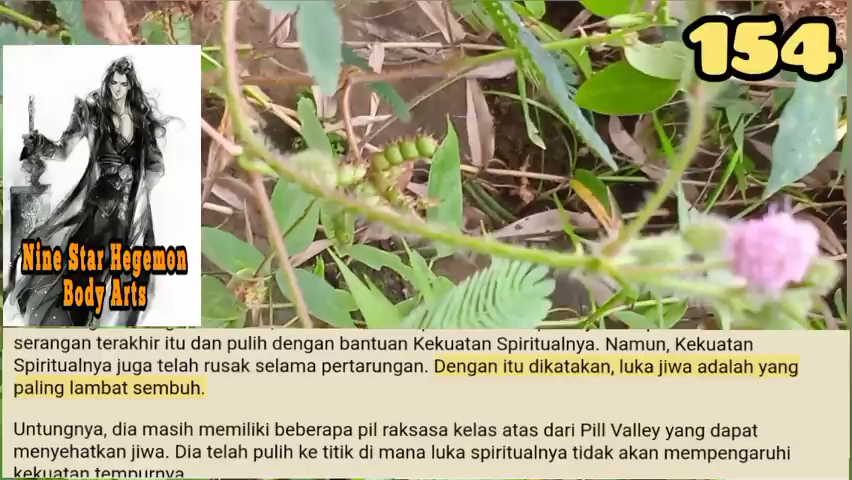 154
Nine Star Hegemon
Body Arts
serangan terakhir itu dan pulih dengan bantuan Kekuatan Spiritualnya. Namun, Kekuatan
Spiritualnya juga telah rusak selama pertarungan. Dengan itu dikatakan, luka jiwa adalah yang
paling lambat sembuh.
Untungnya, dia masih memiliki beberapa pil raksasa kelas atas dari Pill Valley yang dapat
menyehatkan jiwa. Dia telah pulih ke titik di mana luka spiritualnya tidak akan mempengaruhi
kekuatan tempurnya.